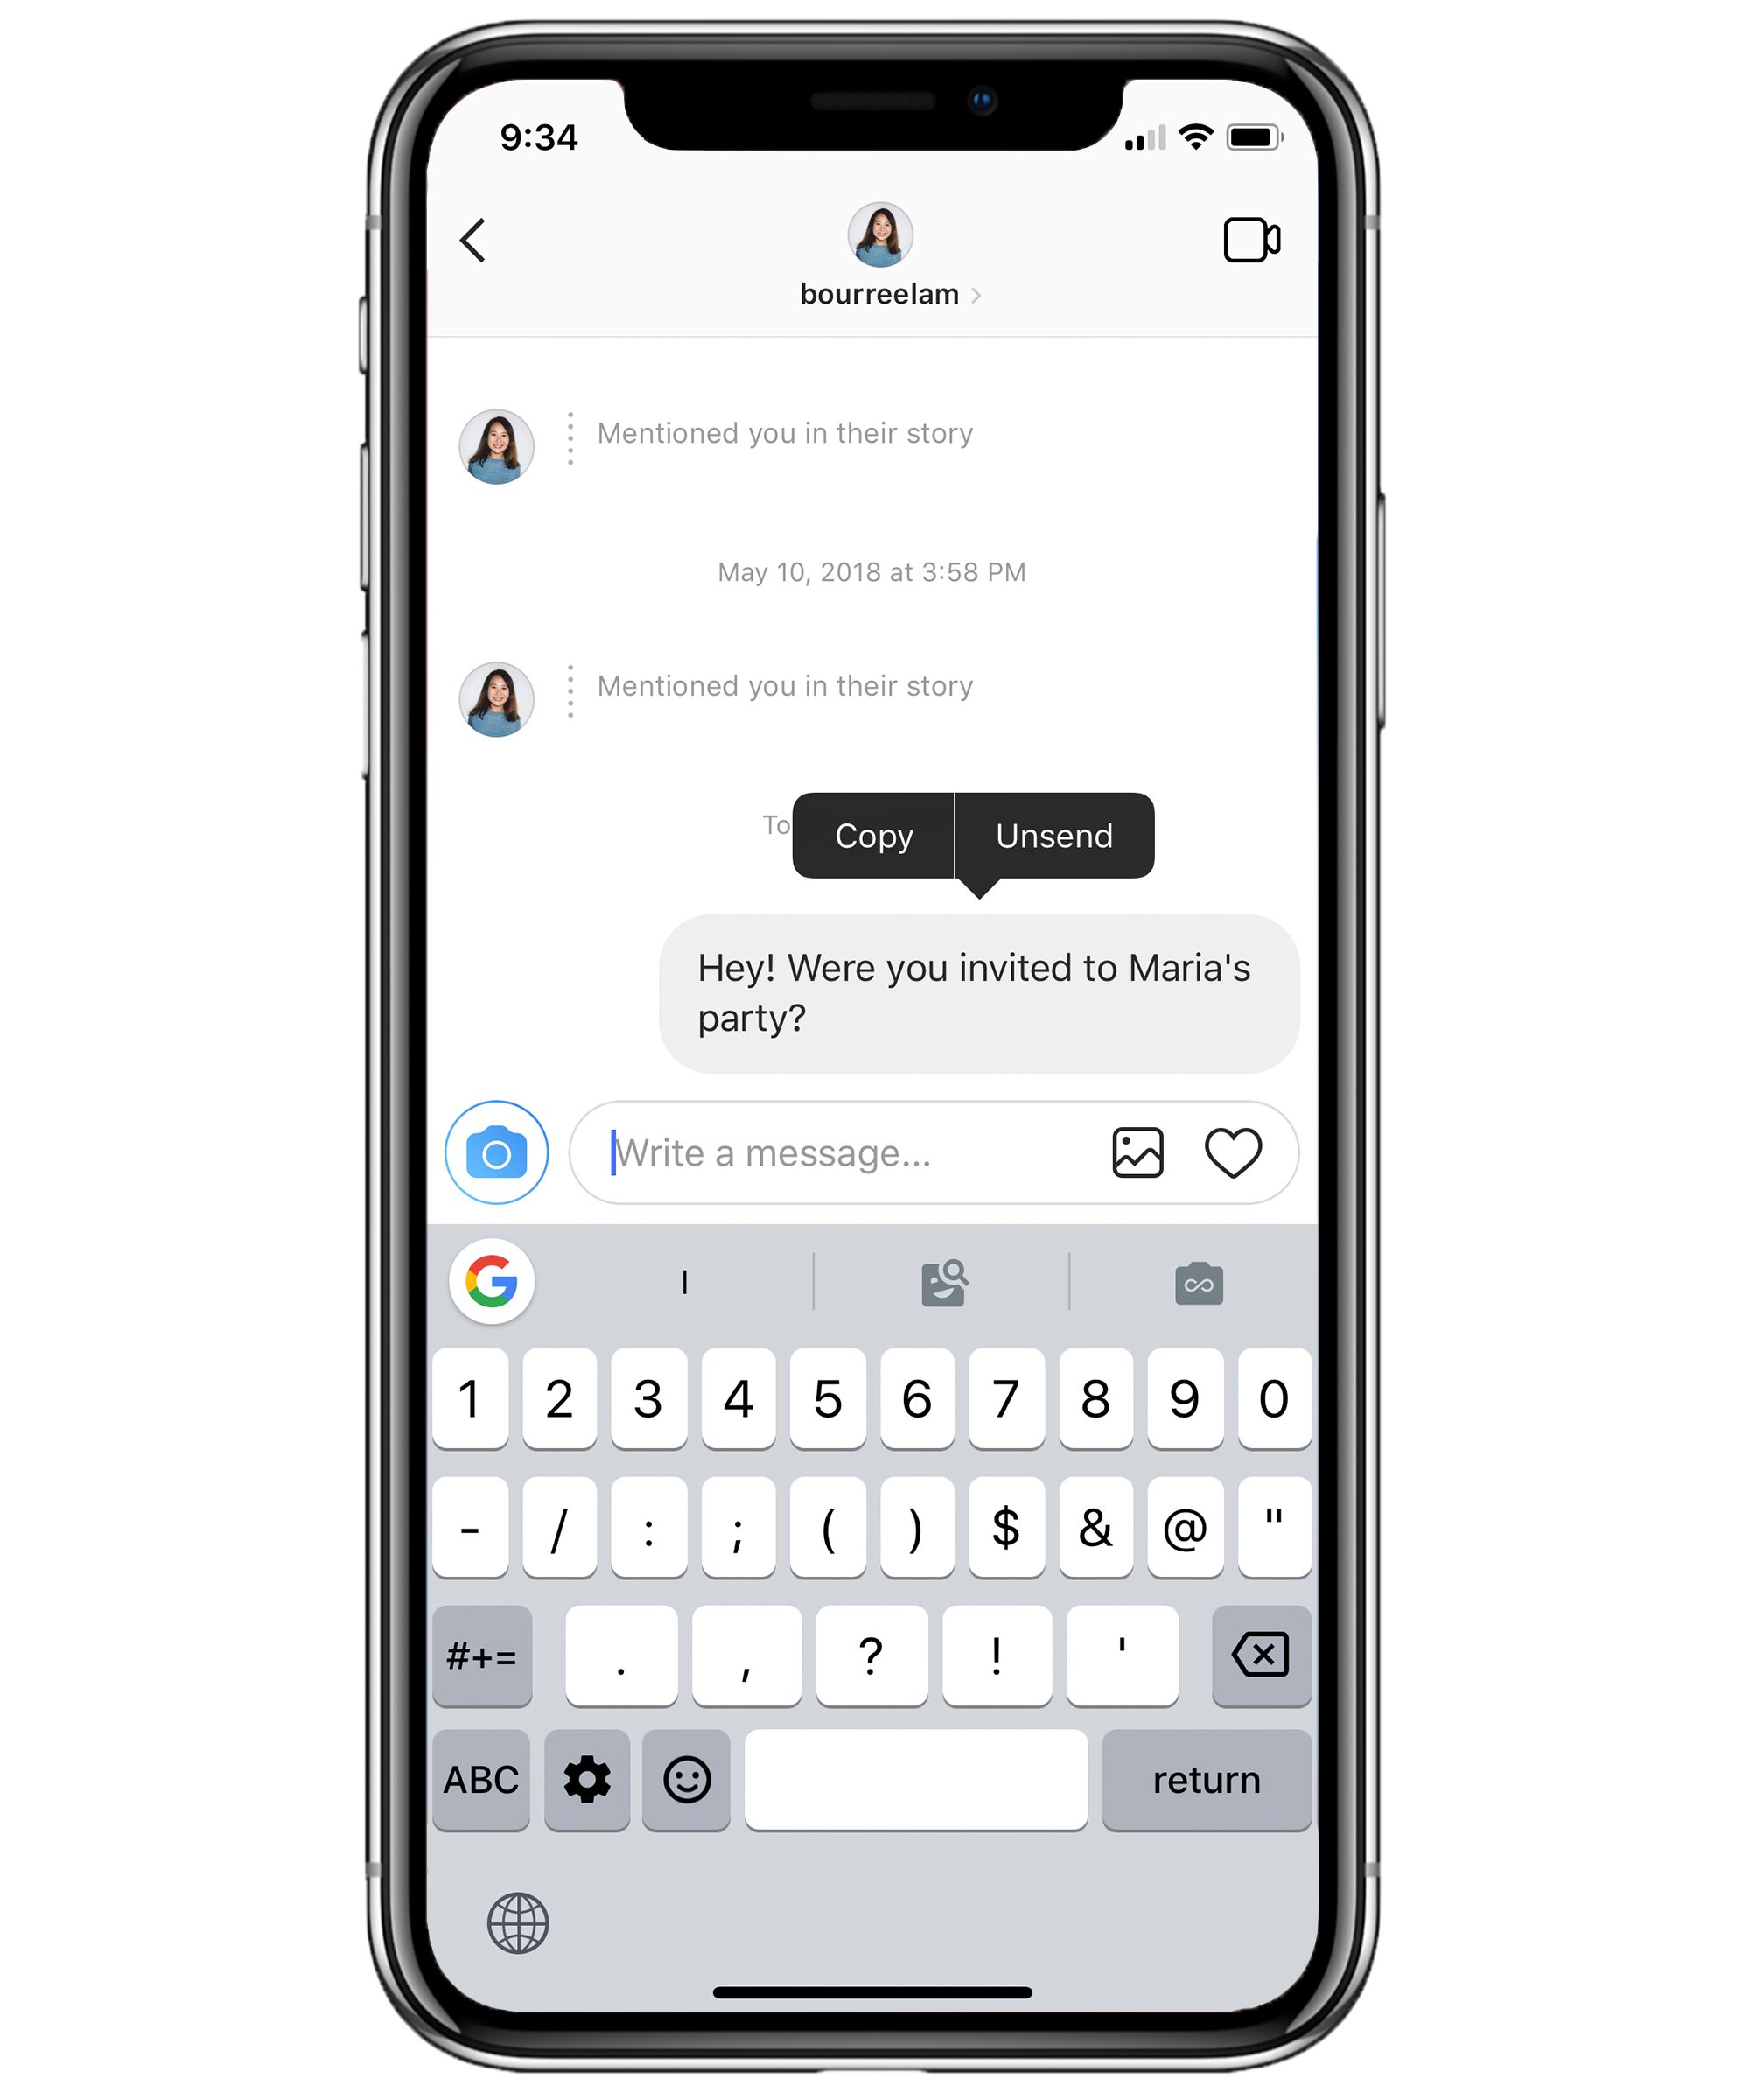 9:34
bourreelam
Mentioned you in their story
May 10, 2018 at 3:58 PM
Mentioned you in their story
To
Copy Unsend
Hey! Were you invited to Maria's
party?
Write a message...
G I
1 2 3 4 5 6 7 8 9 0
- / : ; ( ) $ & @ "
#+= . , ? ! '
ABC return